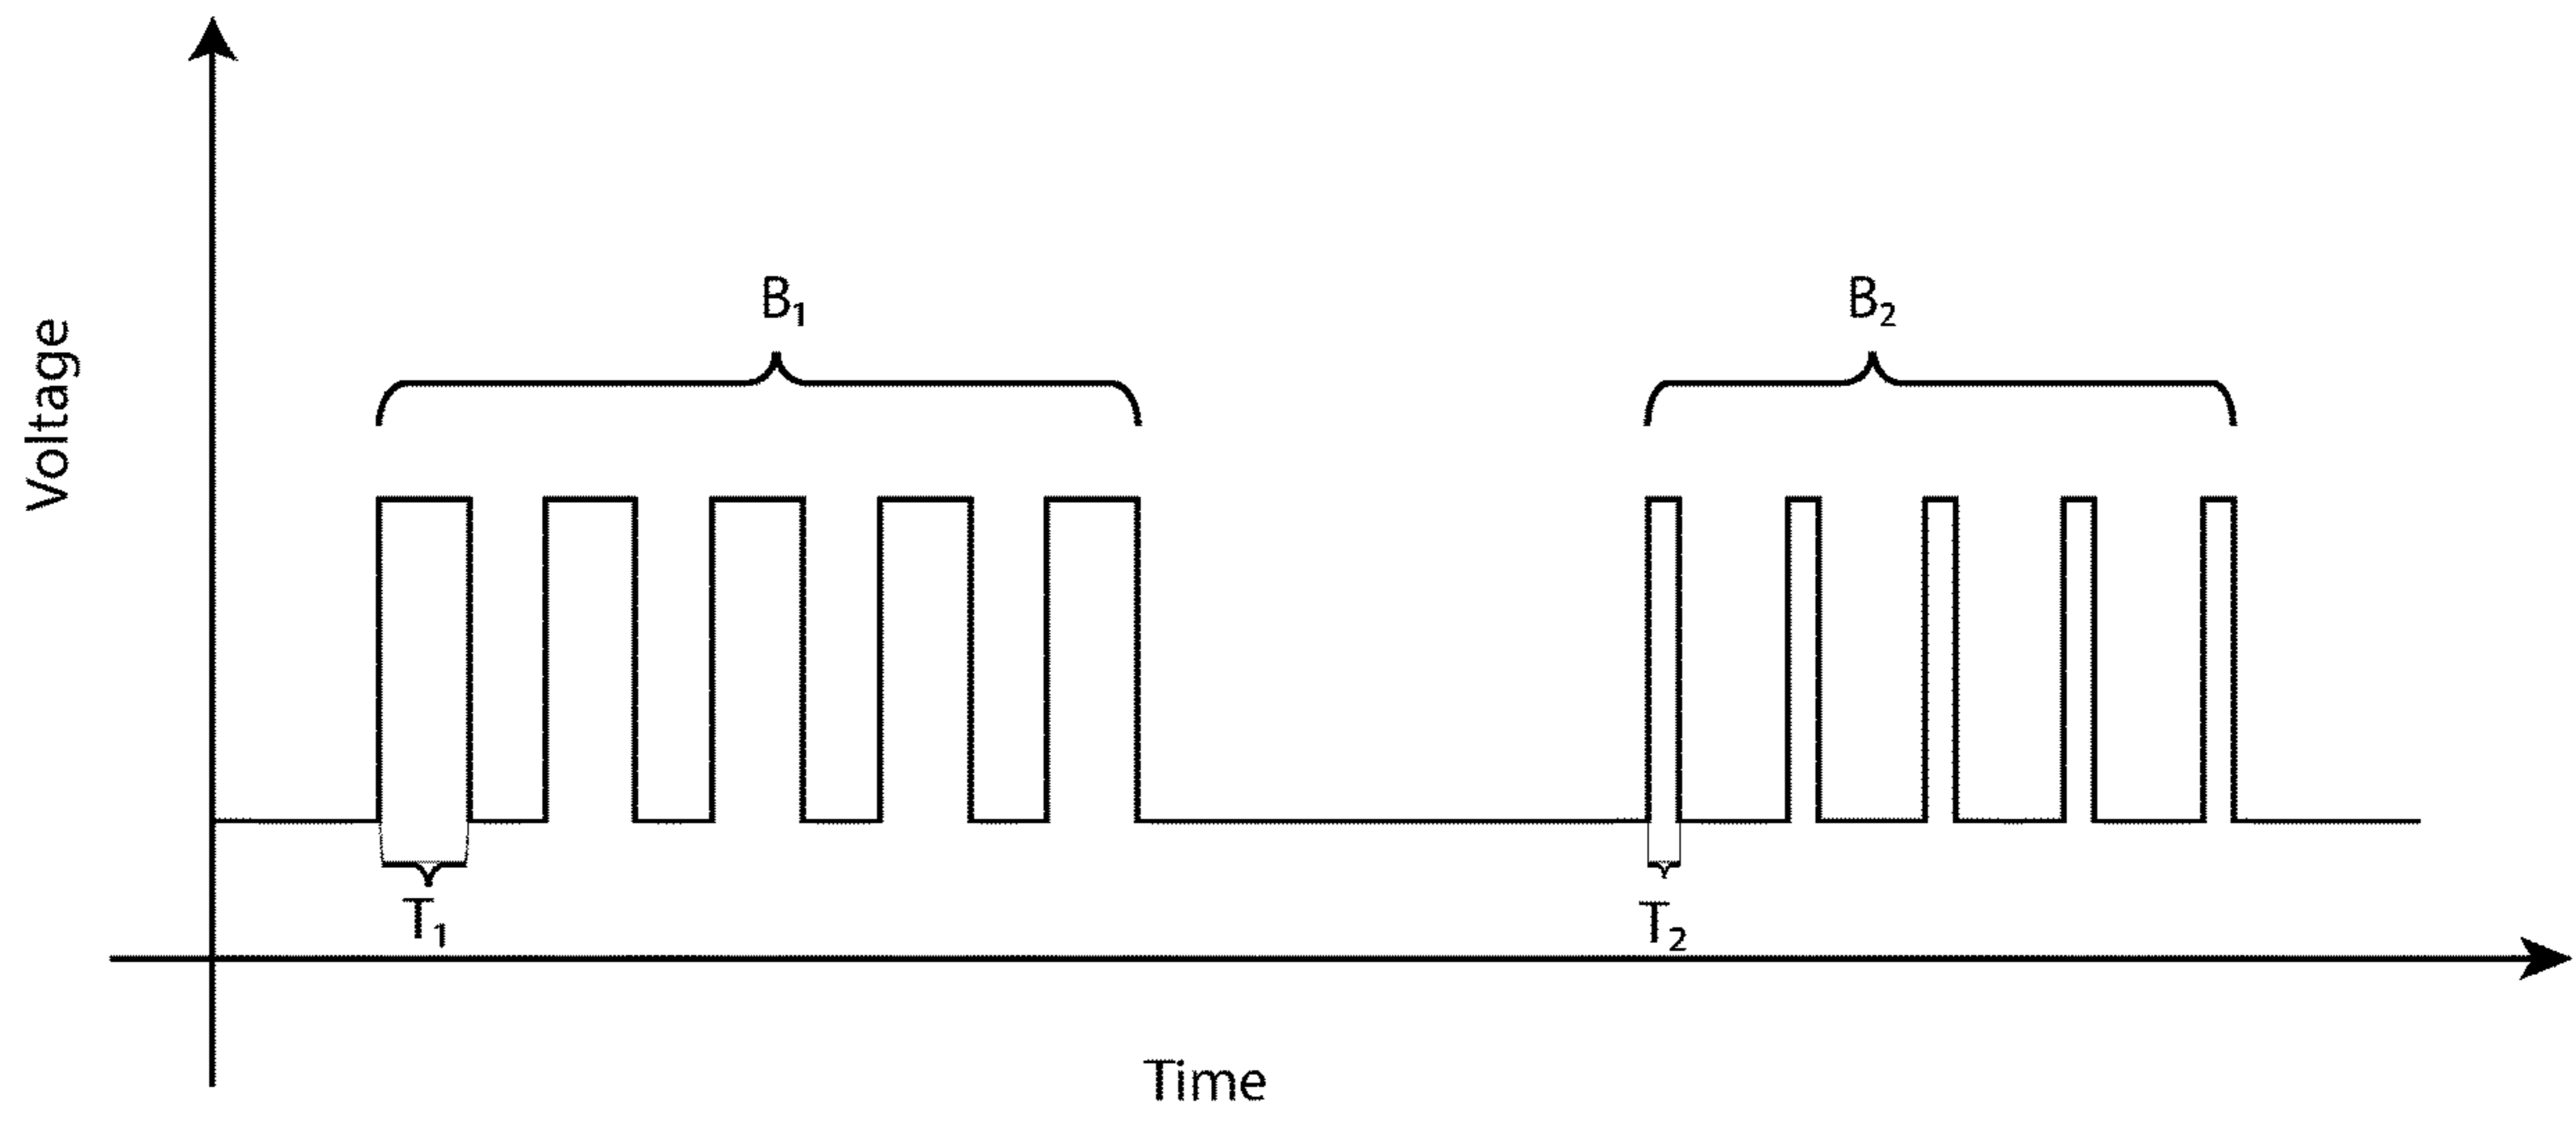 Voltage
B₁
B₂
T₁
T₂
Time